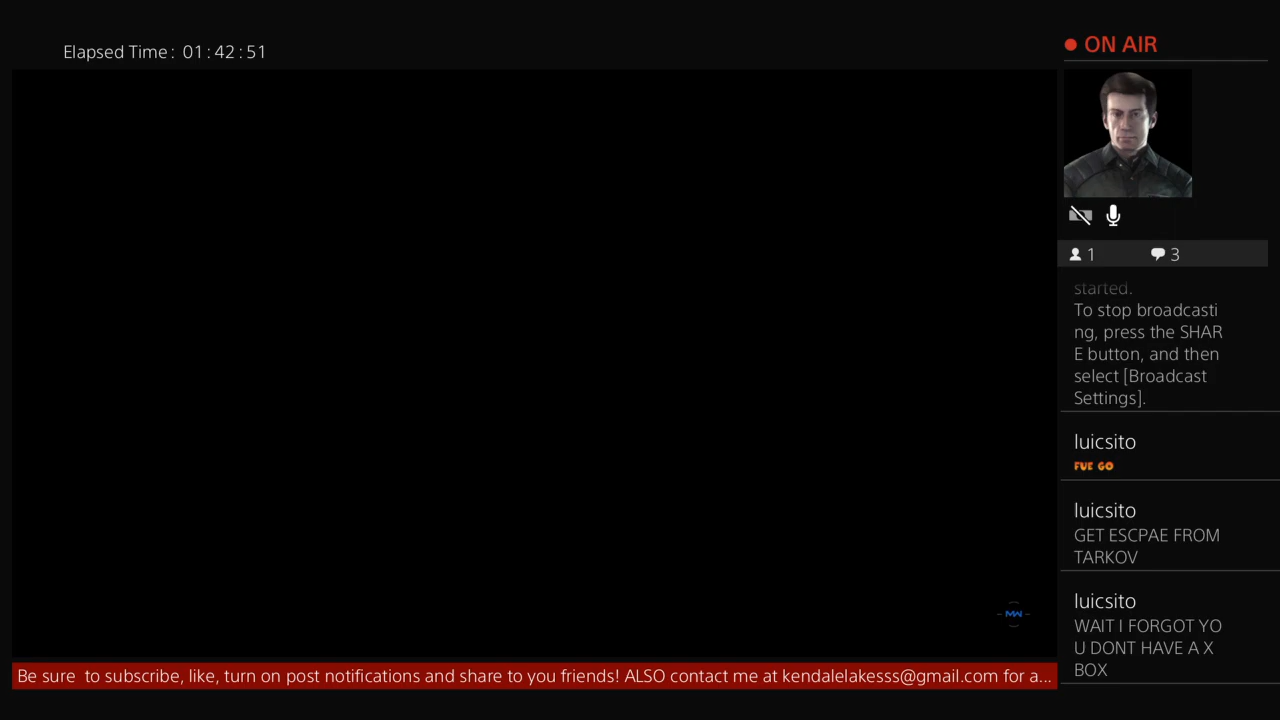 Elapsed Time: 01:42:51
ON AIR
1 3
started.
To stop broadcasti
ng, press the SHAR
E button, and then
select [Broadcast
Settings].
luicsito
FUE GO
luicsito
GET ESCPAE FROM
TARKOV
luicsito
WAIT I FORGOT YO
U DONT HAVE A X
BOX
MW
Be sure  to subscribe, like, turn on post notifications and share to you friends! ALSO contact me at kendalelakesss@gmail.com for a...